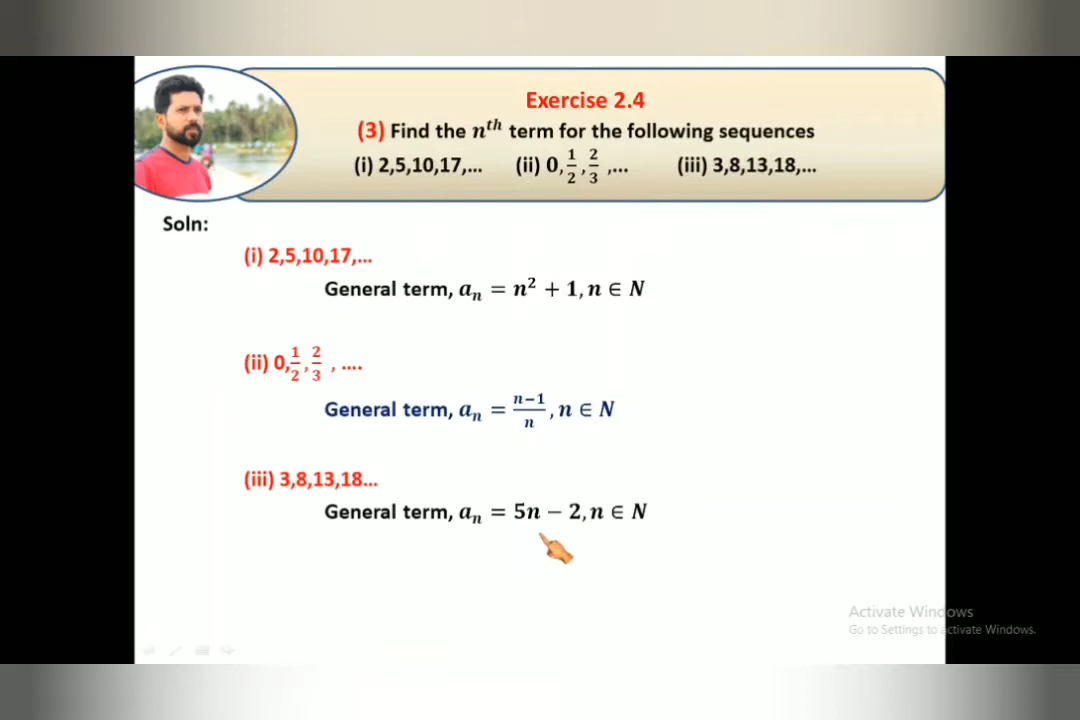 Exercise 2.4
(3) Find the nᵗʰ term for the following sequences
(i) 2,5,10,17,... (ii) 0, 1/2, 2/3 ,... (iii) 3,8,13,18,...
Soln:
(i) 2,5,10,17,...
General term, aₙ = n² + 1, n ∈ N
(ii) 0, 1/2, 2/3 , ....
General term, aₙ = (n−1)/n , n ∈ N
(iii) 3,8,13,18...
General term, aₙ = 5n − 2, n ∈ N
Activate Windows
Go to Settings to activate Windows.